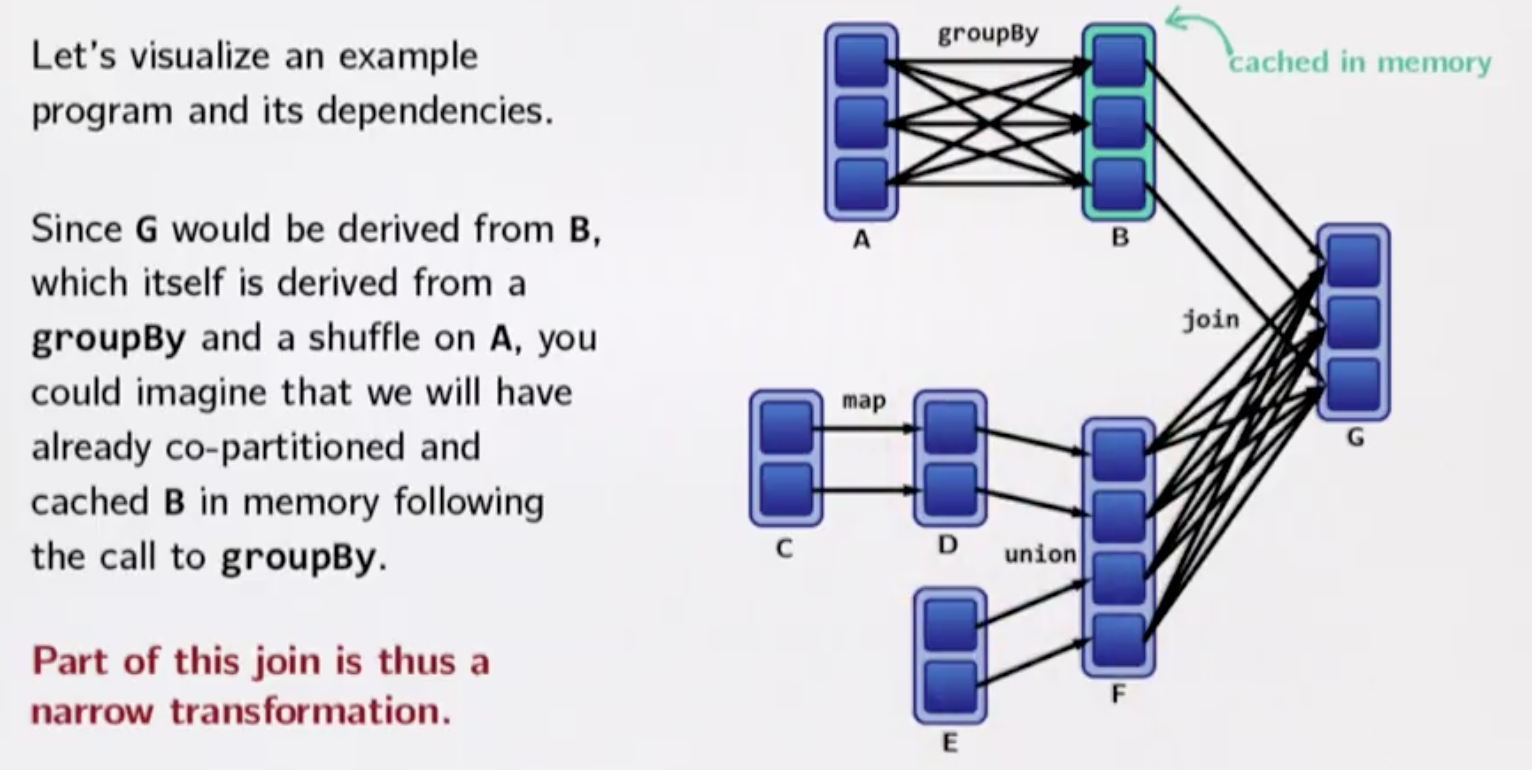 Let's visualize an example
program and its dependencies.
Since G would be derived from B,
which itself is derived from a
groupBy and a shuffle on A, you
could imagine that we will have
already co-partitioned and
cached B in memory following
the call to groupBy.
Part of this join is thus a
narrow transformation.
groupBy
cached in memory
A
B
join
G
map
C
D
union
F
E